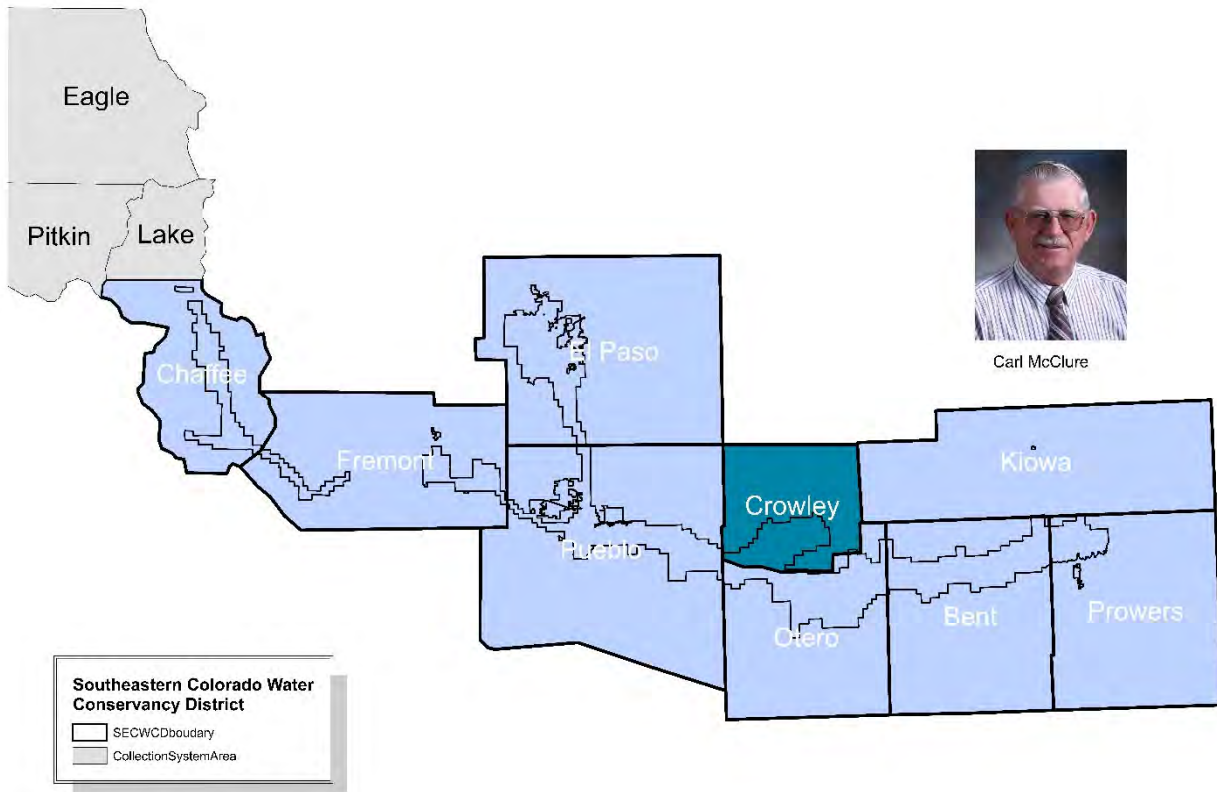 Eagle
Pitkin
Lake
Chaffee
El Paso
Carl McClure
Fremont
Kiowa
Crowley
Pueblo
Otero
Bent
Prowers
Southeastern Colorado Water
Conservancy District
SECWCDboudary
CollectionSystemArea